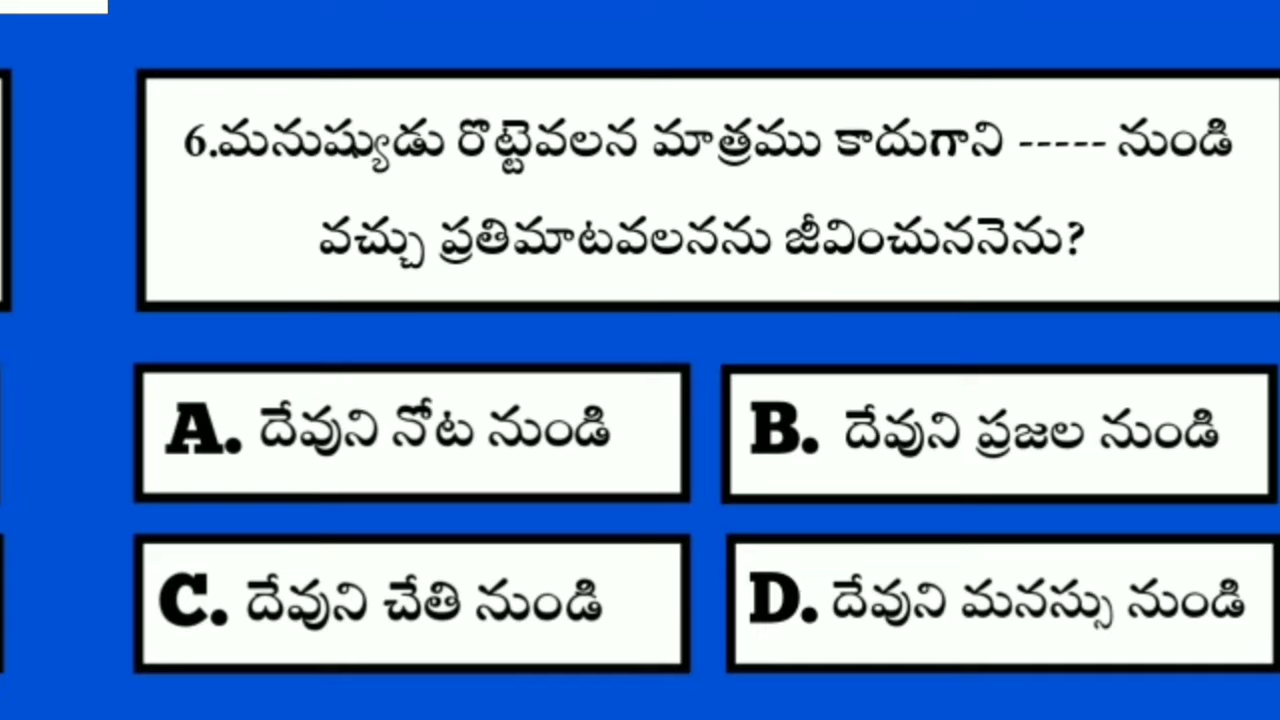 6.మనుష్యుడు రొట్టెవలన మాత్రము కాదుగాని ----- నుండి
వచ్చు ప్రతిమాటవలనను జీవించుననెను?
A. దేవుని నోట నుండి
B. దేవుని ప్రజల నుండి
C. దేవుని చేతి నుండి
D. దేవుని మనస్సు నుండి